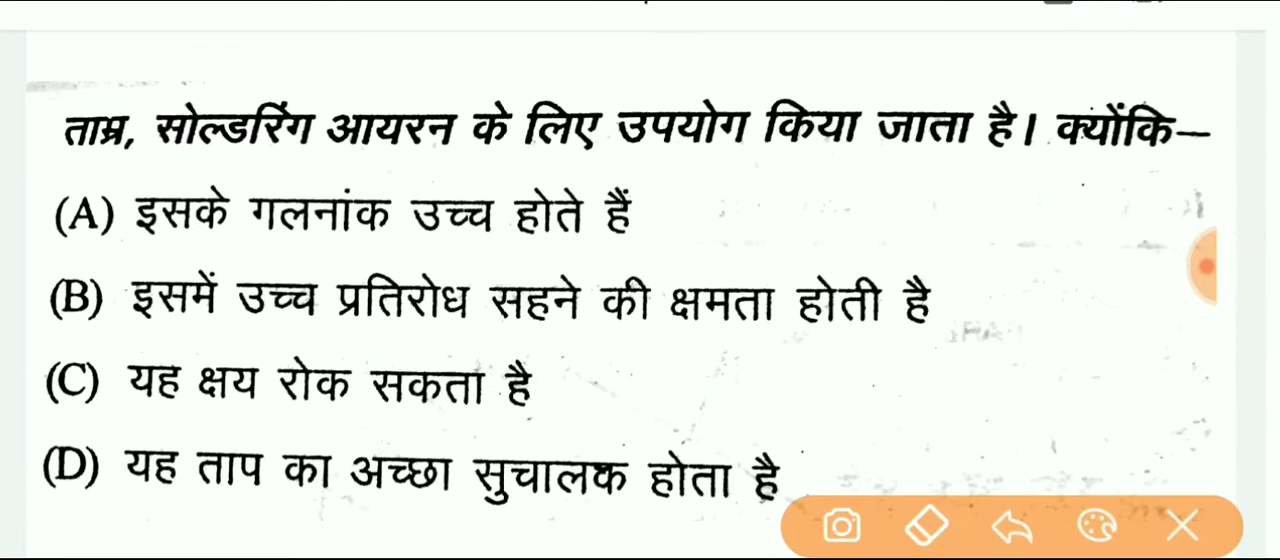 ताम्र, सोल्डरिंग आयरन के लिए उपयोग किया जाता है। क्योंकि—
(A) इसके गलनांक उच्च होते हैं
(B) इसमें उच्च प्रतिरोध सहने की क्षमता होती है
(C) यह क्षय रोक सकता है
(D) यह ताप का अच्छा सुचालक होता है